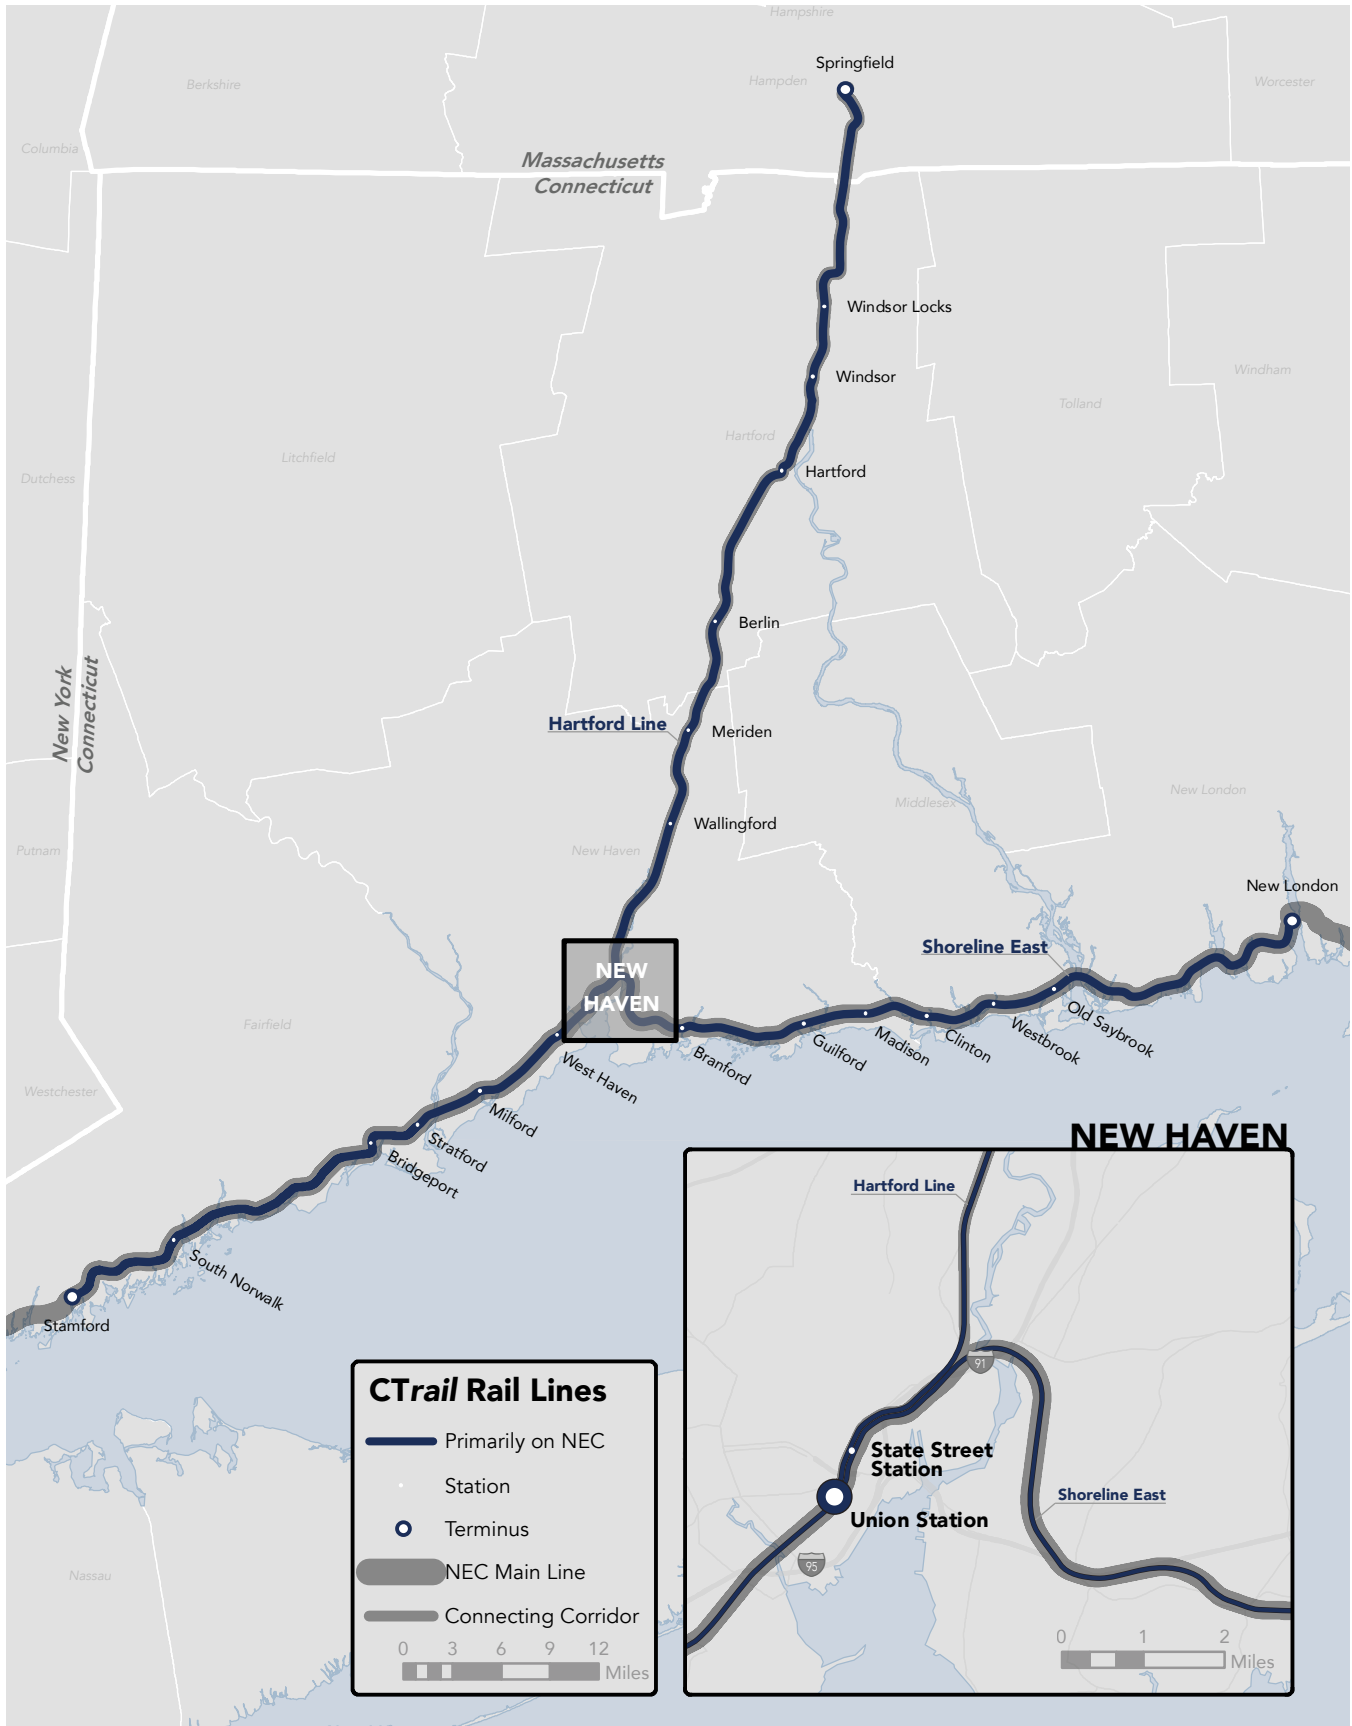 Hampshire
Springfield
Berkshire
Hampden
Worcester
Columbia
Massachusetts
Connecticut
Windsor Locks
Windham
Windsor
Tolland
Hartford
Litchfield
Hartford
Dutchess
Berlin
New York
Connecticut
Hartford Line
Meriden
New London
Middlesex
Wallingford
Putnam
New Haven
New London
Shoreline East
NEW
HAVEN
Fairfield
Old Saybrook
Westbrook
Clinton
Madison
Guilford
Branford
West Haven
Westchester
Milford
Stratford
Bridgeport
South Norwalk
Stamford
NEW HAVEN
Hartford Line
91
State Street
Station
Shoreline East
Union Station
95
0 1 2
Miles
CTrail Rail Lines
Primarily on NEC
Station
Terminus
NEC Main Line
Connecting Corridor
0 3 6 9 12
Miles
Nassau